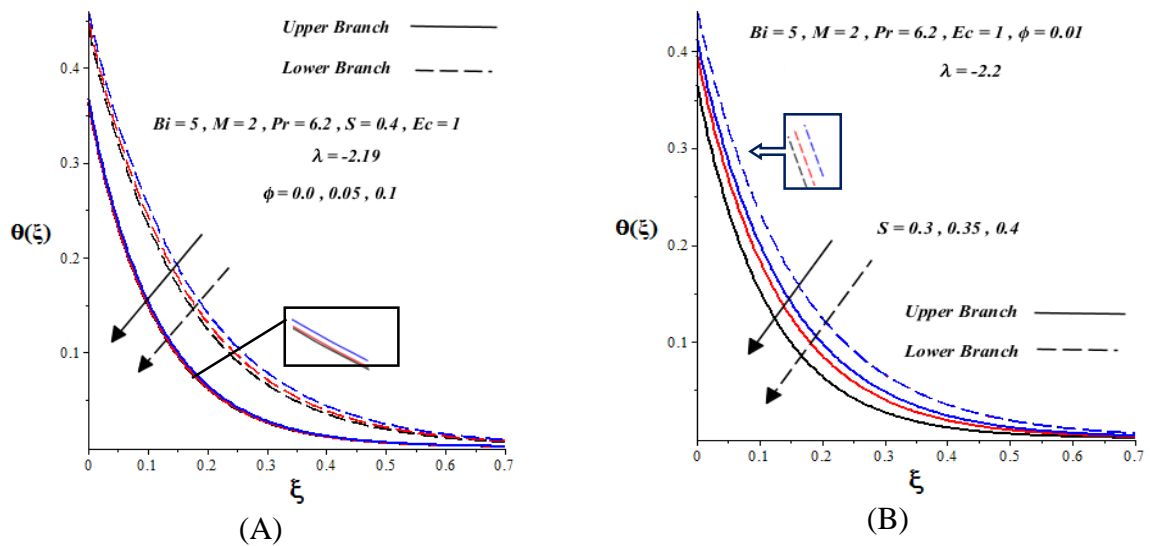 Upper Branch
Lower Branch
Bi = 5 , M = 2 , Pr = 6.2 , S = 0.4 , Ec = 1
λ = -2.19
ϕ = 0.0 , 0.05 , 0.1
θ(ξ)
0.4
0.3
0.2
0.1
0 0.1 0.2 0.3 0.4 0.5 0.6 0.7
ξ
(A)
Bi = 5 , M = 2 , Pr = 6.2 , Ec = 1 , ϕ = 0.01
λ = -2.2
S = 0.3 , 0.35 , 0.4
Upper Branch
Lower Branch
θ(ξ)
0.4
0.3
0.2
0.1
0 0.1 0.2 0.3 0.4 0.5 0.6 0.7
ξ
(B)